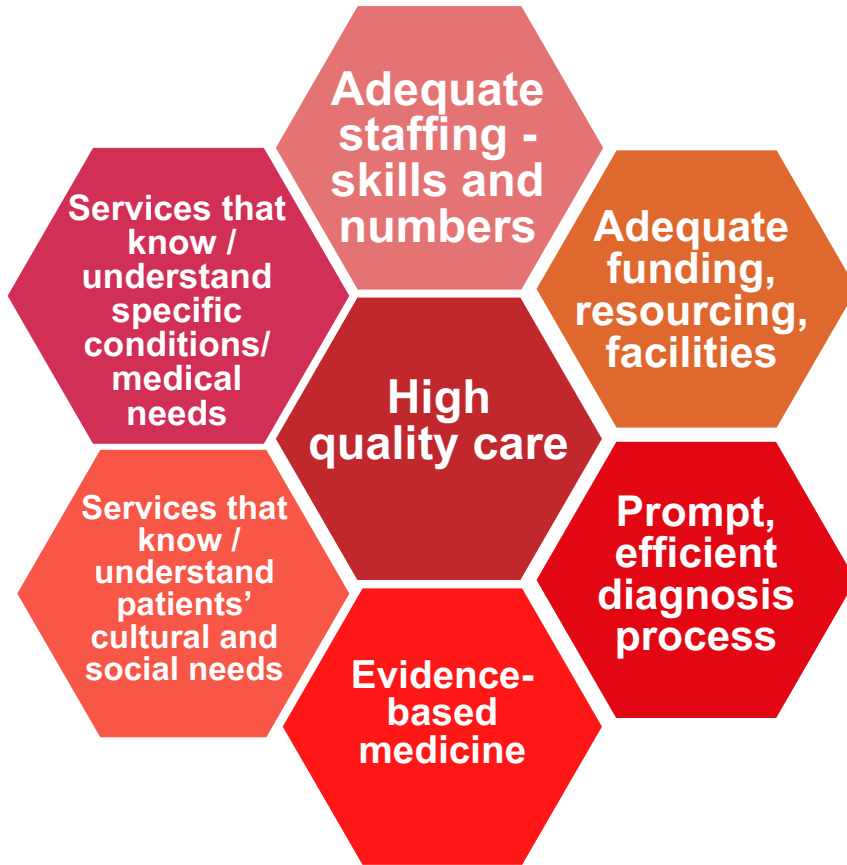 Adequate
staffing -
skills and
numbers
Services that
know /
understand
specific
conditions/
medical
needs
Adequate
funding,
resourcing,
facilities
High
quality care
Services that
know /
understand
patients’
cultural and
social needs
Prompt,
efficient
diagnosis
process
Evidence-
based
medicine